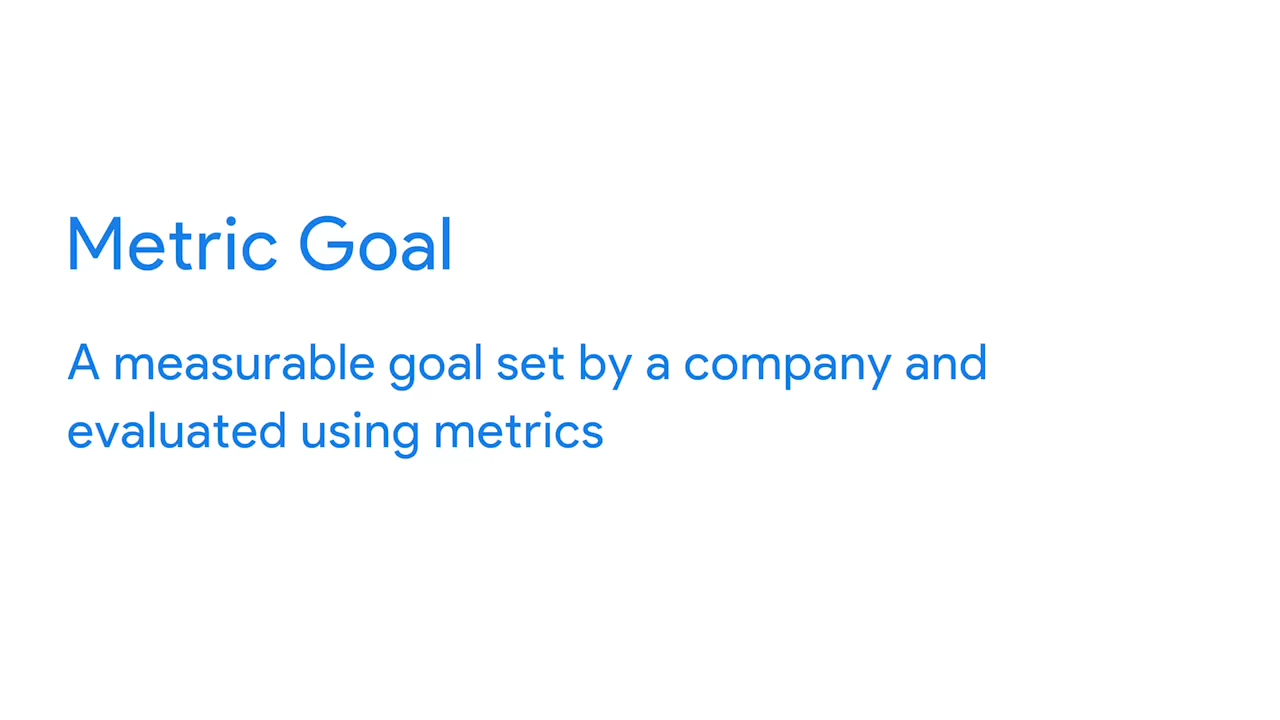 Metric Goal
A measurable goal set by a company and
evaluated using metrics